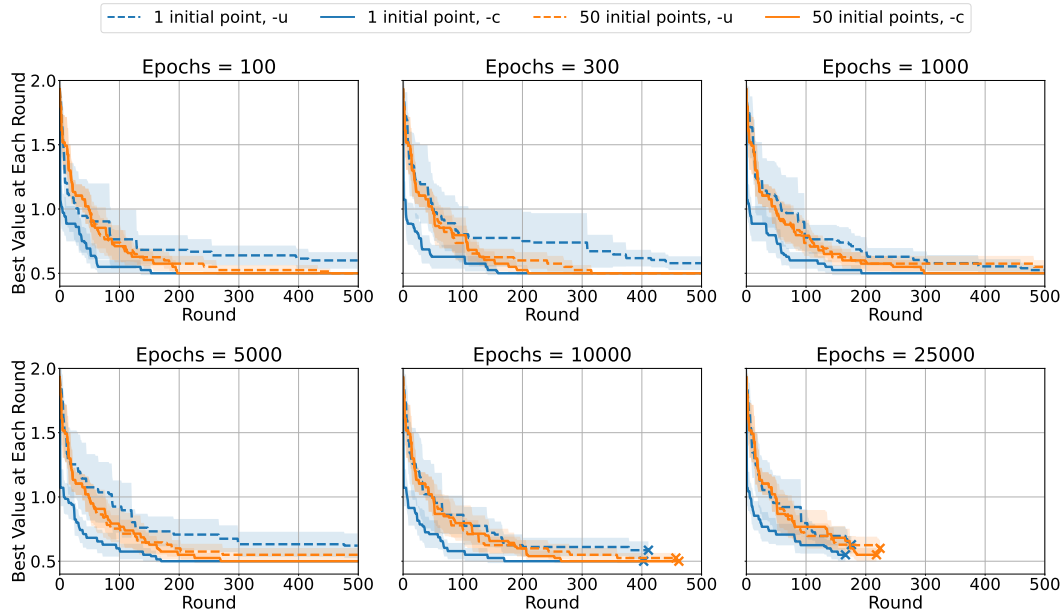 1 initial point, -u 1 initial point, -c 50 initial points, -u 50 initial points, -c
Epochs = 100 Epochs = 300 Epochs = 1000
Best Value at Each Round
2.0
1.5
1.0
0.5
0 100 200 300 400 500 0 100 200 300 400 500 0 100 200 300 400 500
Round Round Round
Epochs = 5000 Epochs = 10000 Epochs = 25000
Best Value at Each Round
2.0
1.5
1.0
0.5
0 100 200 300 400 500 0 100 200 300 400 500 0 100 200 300 400 500
Round Round Round